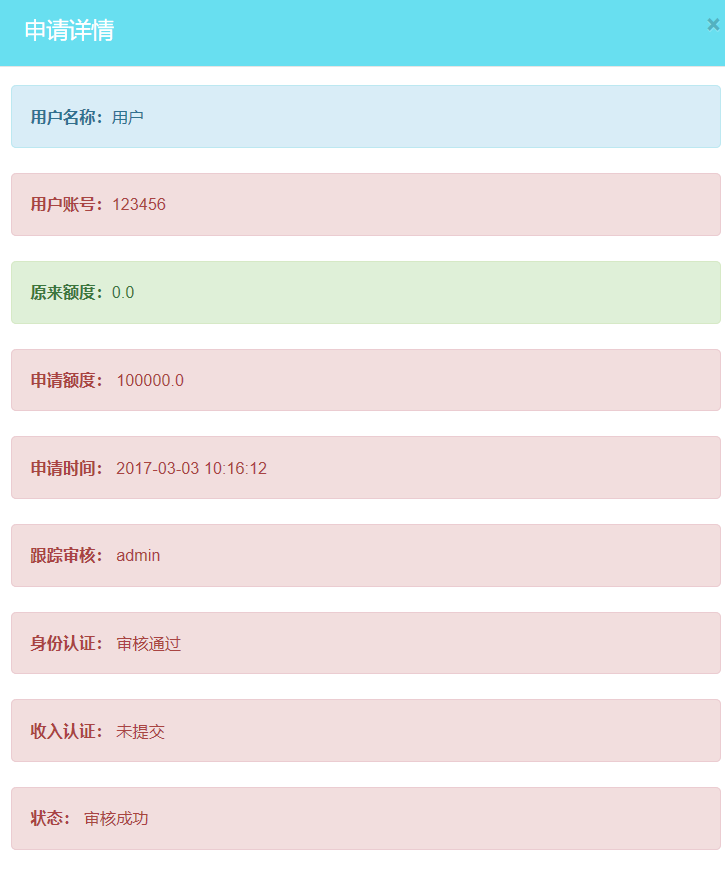 申请详情
×
用户名称：用户
用户账号：123456
原来额度：0.0
申请额度： 100000.0
申请时间： 2017-03-03 10:16:12
跟踪审核： admin
身份认证： 审核通过
收入认证： 未提交
状态： 审核成功